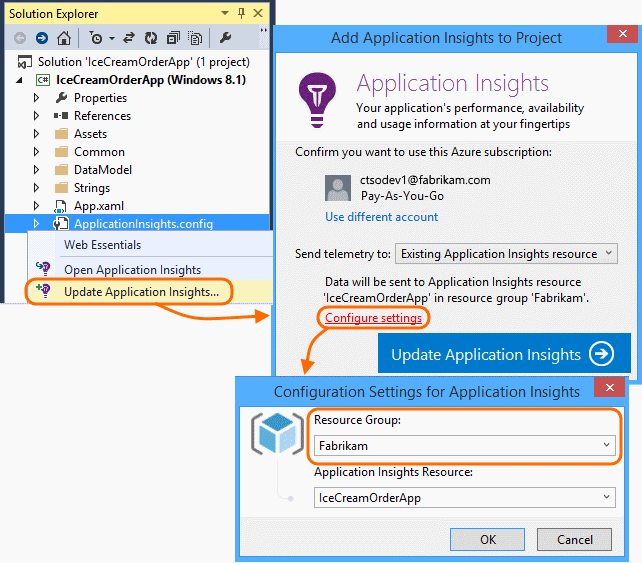 Solution Explorer
Solution 'IceCreamOrderApp' (1 project)
C# IceCreamOrderApp (Windows 8.1)
Properties
References
Assets
Common
DataModel
Strings
App.xaml
ApplicationInsights.config
Web Essentials
Open Application Insights
Update Application Insights...
Add Application Insights to Project
Application Insights
Your application's performance, availability
and usage information at your fingertips
Confirm you want to use this Azure subscription:
ctsodev1@fabrikam.com
Pay-As-You-Go
Use different account
Send telemetry to: Existing Application Insights resource
Data will be sent to Application Insights resource
'IceCreamOrderApp' in resource group 'Fabrikam'.
Configure settings
Update Application Insights
Configuration Settings for Application Insights
Resource Group:
Fabrikam
Application Insights Resource:
IceCreamOrderApp
OK Cancel